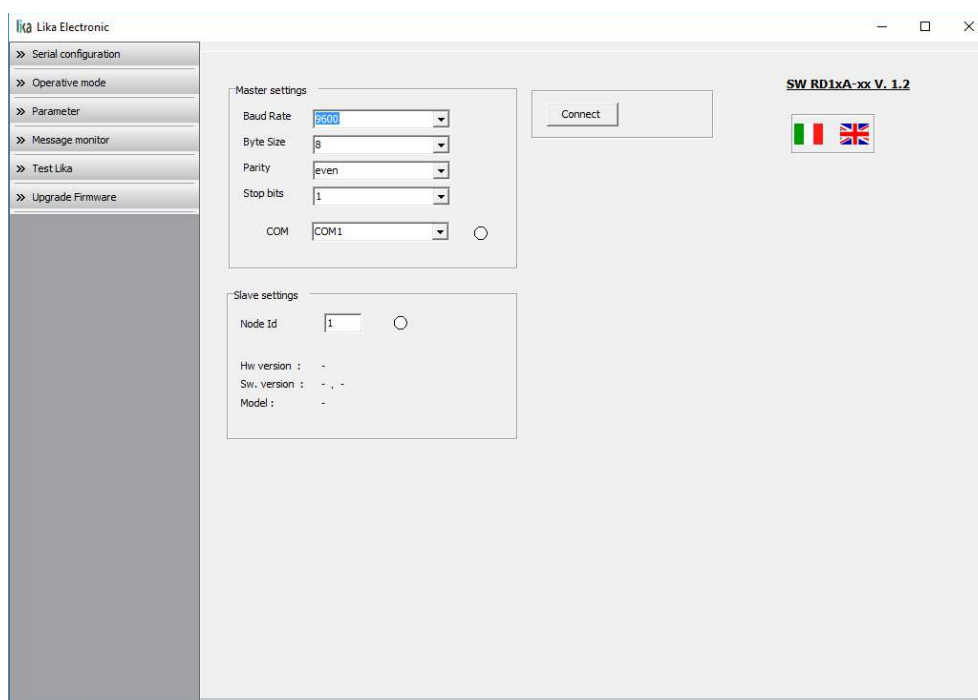 lika Lika Electronic
» Serial configuration
» Operative mode
» Parameter
» Message monitor
» Test Lika
» Upgrade Firmware
Master settings
Baud Rate 9600
Byte Size 8
Parity even
Stop bits 1
COM COM1
Slave settings
Node Id 1
Hw version : -
Sw. version : - . -
Model : -
Connect
SW RD1xA-xx V. 1.2